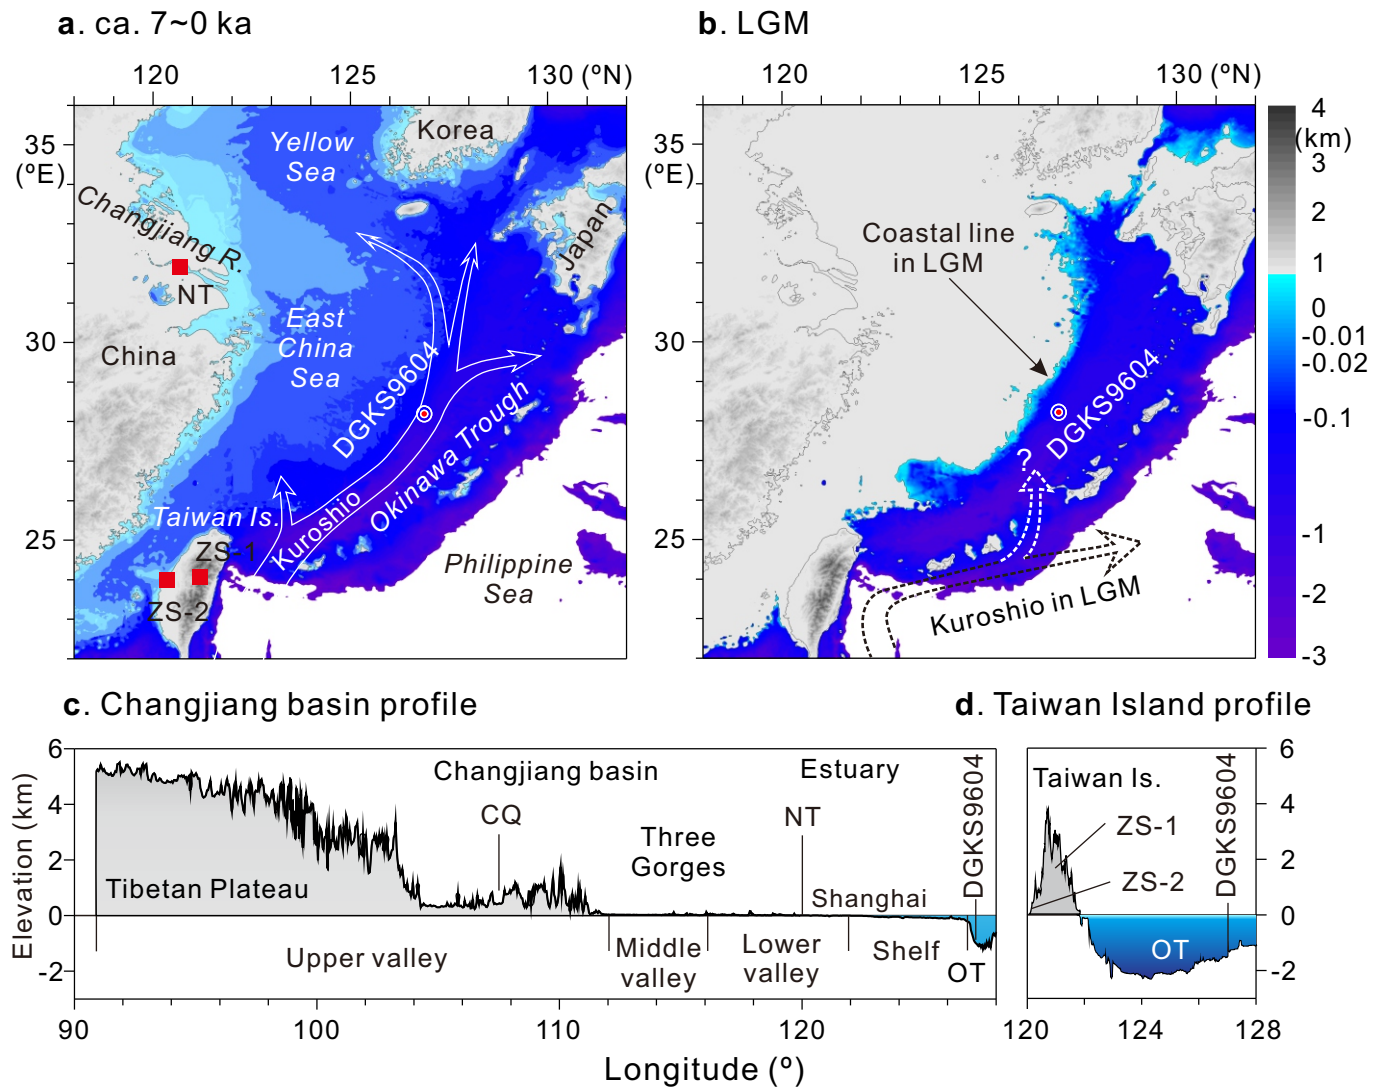 a. ca. 7~0 ka
b. LGM
120
125
130 (ºN)
120
125
130 (ºN)
35
(ºE)
30
25
35
(ºE)
30
25
Yellow
Sea
Korea
Changjiang R.
NT
Japan
China
East
China
Sea
DGKS9604
Okinawa Trough
Kuroshio
Taiwan Is.
ZS-1
ZS-2
Philippine
Sea
Coastal line
in LGM
DGKS9604
?
Kuroshio in LGM
4
(km)
3
2
1
0
-0.01
-0.02
-0.1
-1
-2
-3
c. Changjiang basin profile
d. Taiwan Island profile
Elevation (km)
6
4
2
0
-2
Changjiang basin
Estuary
CQ
NT
Three
Gorges
Tibetan Plateau
Shanghai
DGKS9604
Upper valley
Middle
valley
Lower
valley
Shelf
OT
90
100
110
120
Taiwan Is.
ZS-1
ZS-2
DGKS9604
OT
6
4
2
0
-2
120
124
128
Longitude (º)